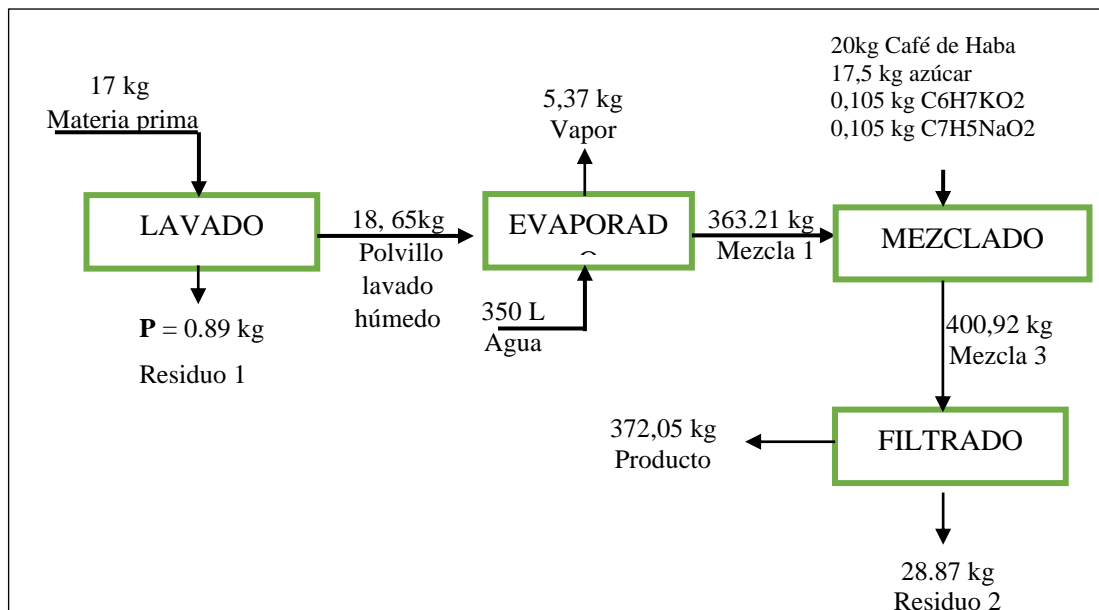 20kg Café de Haba
17,5 kg azúcar
0,105 kg C6H7KO2
0,105 kg C7H5NaO2
17 kg
Materia prima
5,37 kg
Vapor
LAVADO
18, 65kg
Polvillo
lavado
húmedo
EVAPORAD
363.21 kg
Mezcla 1
MEZCLADO
P = 0.89 kg
Residuo 1
350 L
Agua
400,92 kg
Mezcla 3
372,05 kg
Producto
FILTRADO
28.87 kg
Residuo 2